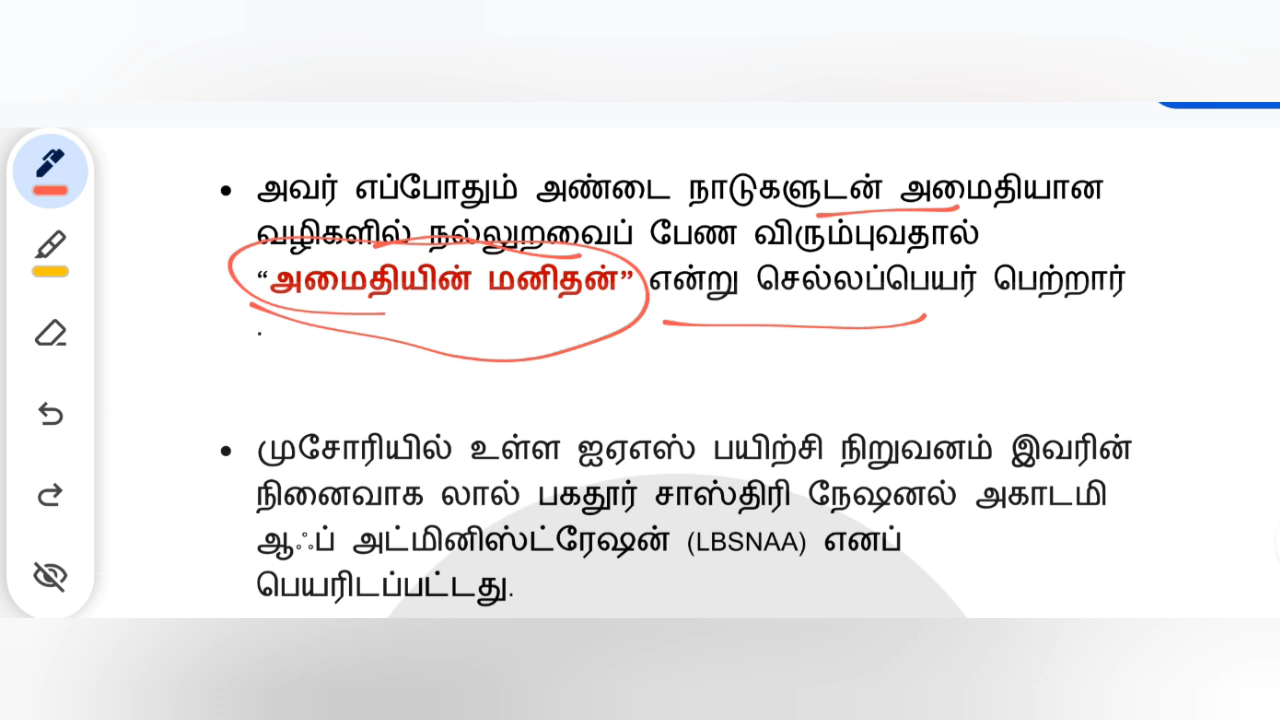 • அவர் எப்போதும் அண்டை நாடுகளுடன் அமைதியான
வழிகளில் நல்லுறவைப் பேண விரும்புவதால்
“அமைதியின் மனிதன்” என்று செல்லப்பெயர் பெற்றார்
.
• முசோரியில் உள்ள ஐஏஎஸ் பயிற்சி நிறுவனம் இவரின்
நினைவாக லால் பகதூர் சாஸ்திரி நேஷனல் அகாடமி
ஆஃப் அட்மினிஸ்ட்ரேஷன் (LBSNAA) எனப்
பெயரிடப்பட்டது.